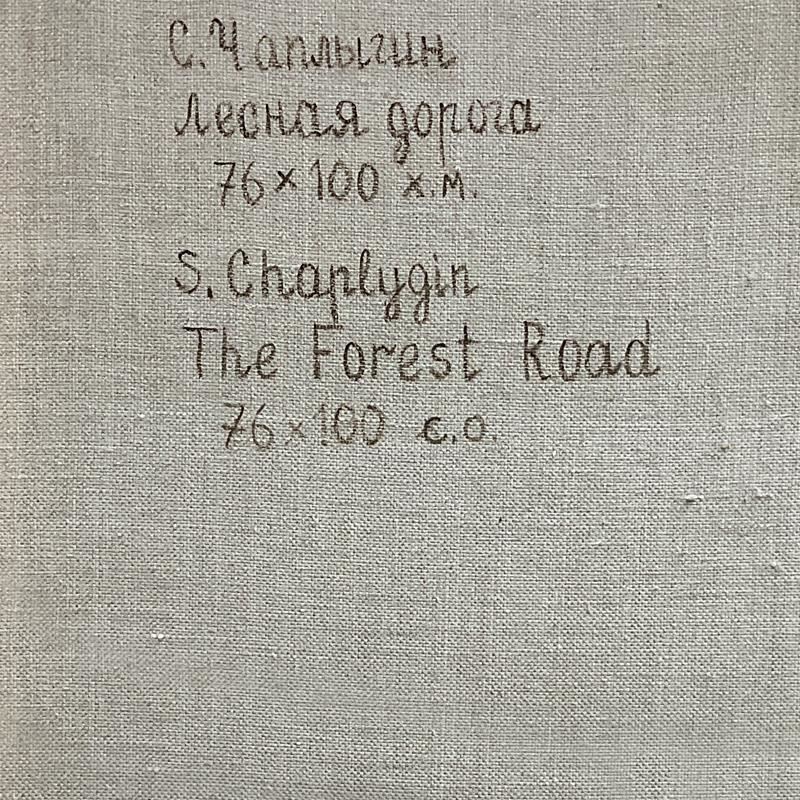 С. Чаплыгин
Лесная дорога
76×100 х.м.
S. Chaplygin
The Forest Road
76×100 c.o.